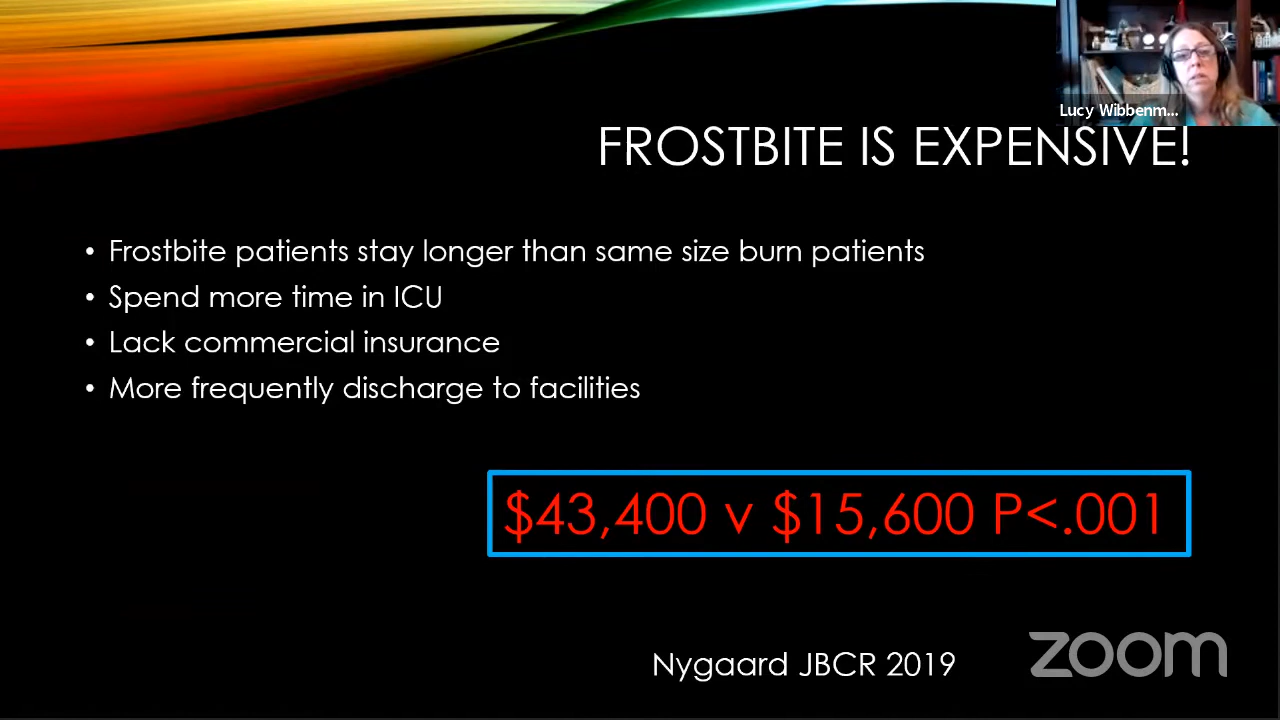 Lucy Wibbenm...
FROSTBITE IS EXPENSIVE!
• Frostbite patients stay longer than same size burn patients
• Spend more time in ICU
• Lack commercial insurance
• More frequently discharge to facilities
$43,400 v $15,600 P<.001
Nygaard JBCR 2019
zoom